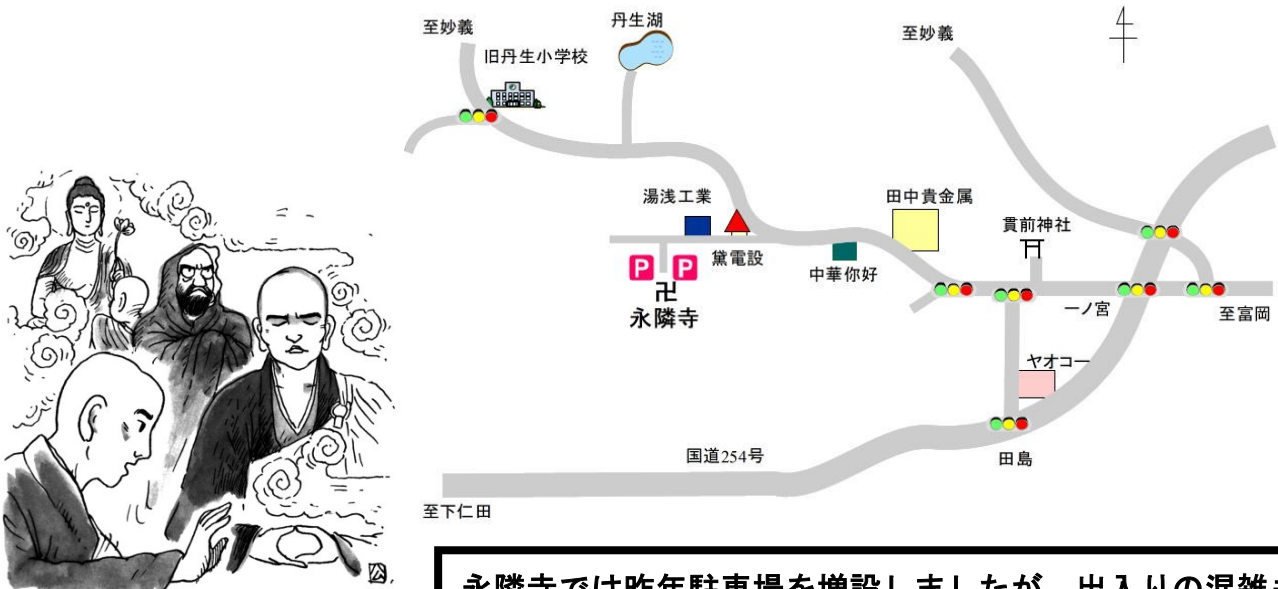 至妙義
丹生湖
至妙義
旧丹生小学校
湯浅工業
田中貴金属
貫前神社
黛電設
中華你好
P P
卍
永隣寺
一ノ宮
至富岡
ヤオコー
国道254号
田島
至下仁田
永隣寺では昨年駐車場を増設しましたが、出入りの混雑